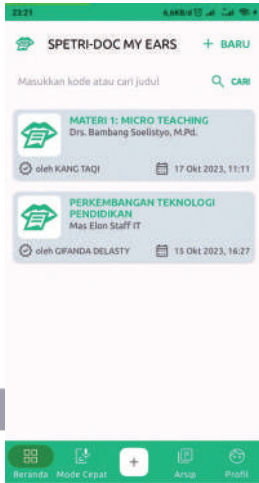 23:21
6,6KB/d
SPETRI-DOC MY EARS
+ BARU
Masukkan kode atau cari judul
CARI
MATERI 1: MICRO TEACHING
Drs. Bambang Soelistyo, M.Pd.
oleh KANG TAQI
17 Okt 2023, 11:11
PERKEMBANGAN TEKNOLOGI
PENDIDIKAN
Mas Elon Staff IT
oleh GIFANDA DELASTY
15 Okt 2023, 16:27
Beranda
Mode Cepat
+
Arsip
Profil